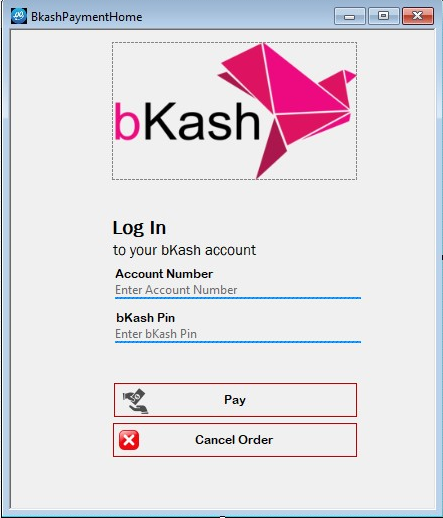 BkashPaymentHome
bKash
Log In
to your bKash account
Account Number
Enter Account Number
bKash Pin
Enter bKash Pin
Pay
Cancel Order